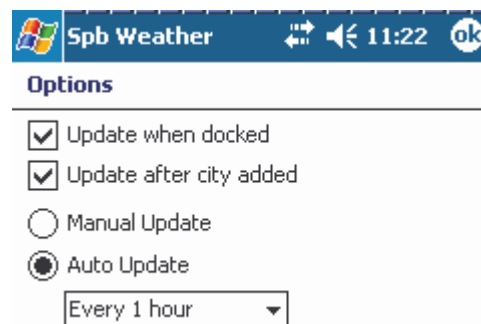 Spb Weather 11:22 ok
Options
Update when docked
Update after city added
Manual Update
Auto Update
Every 1 hour